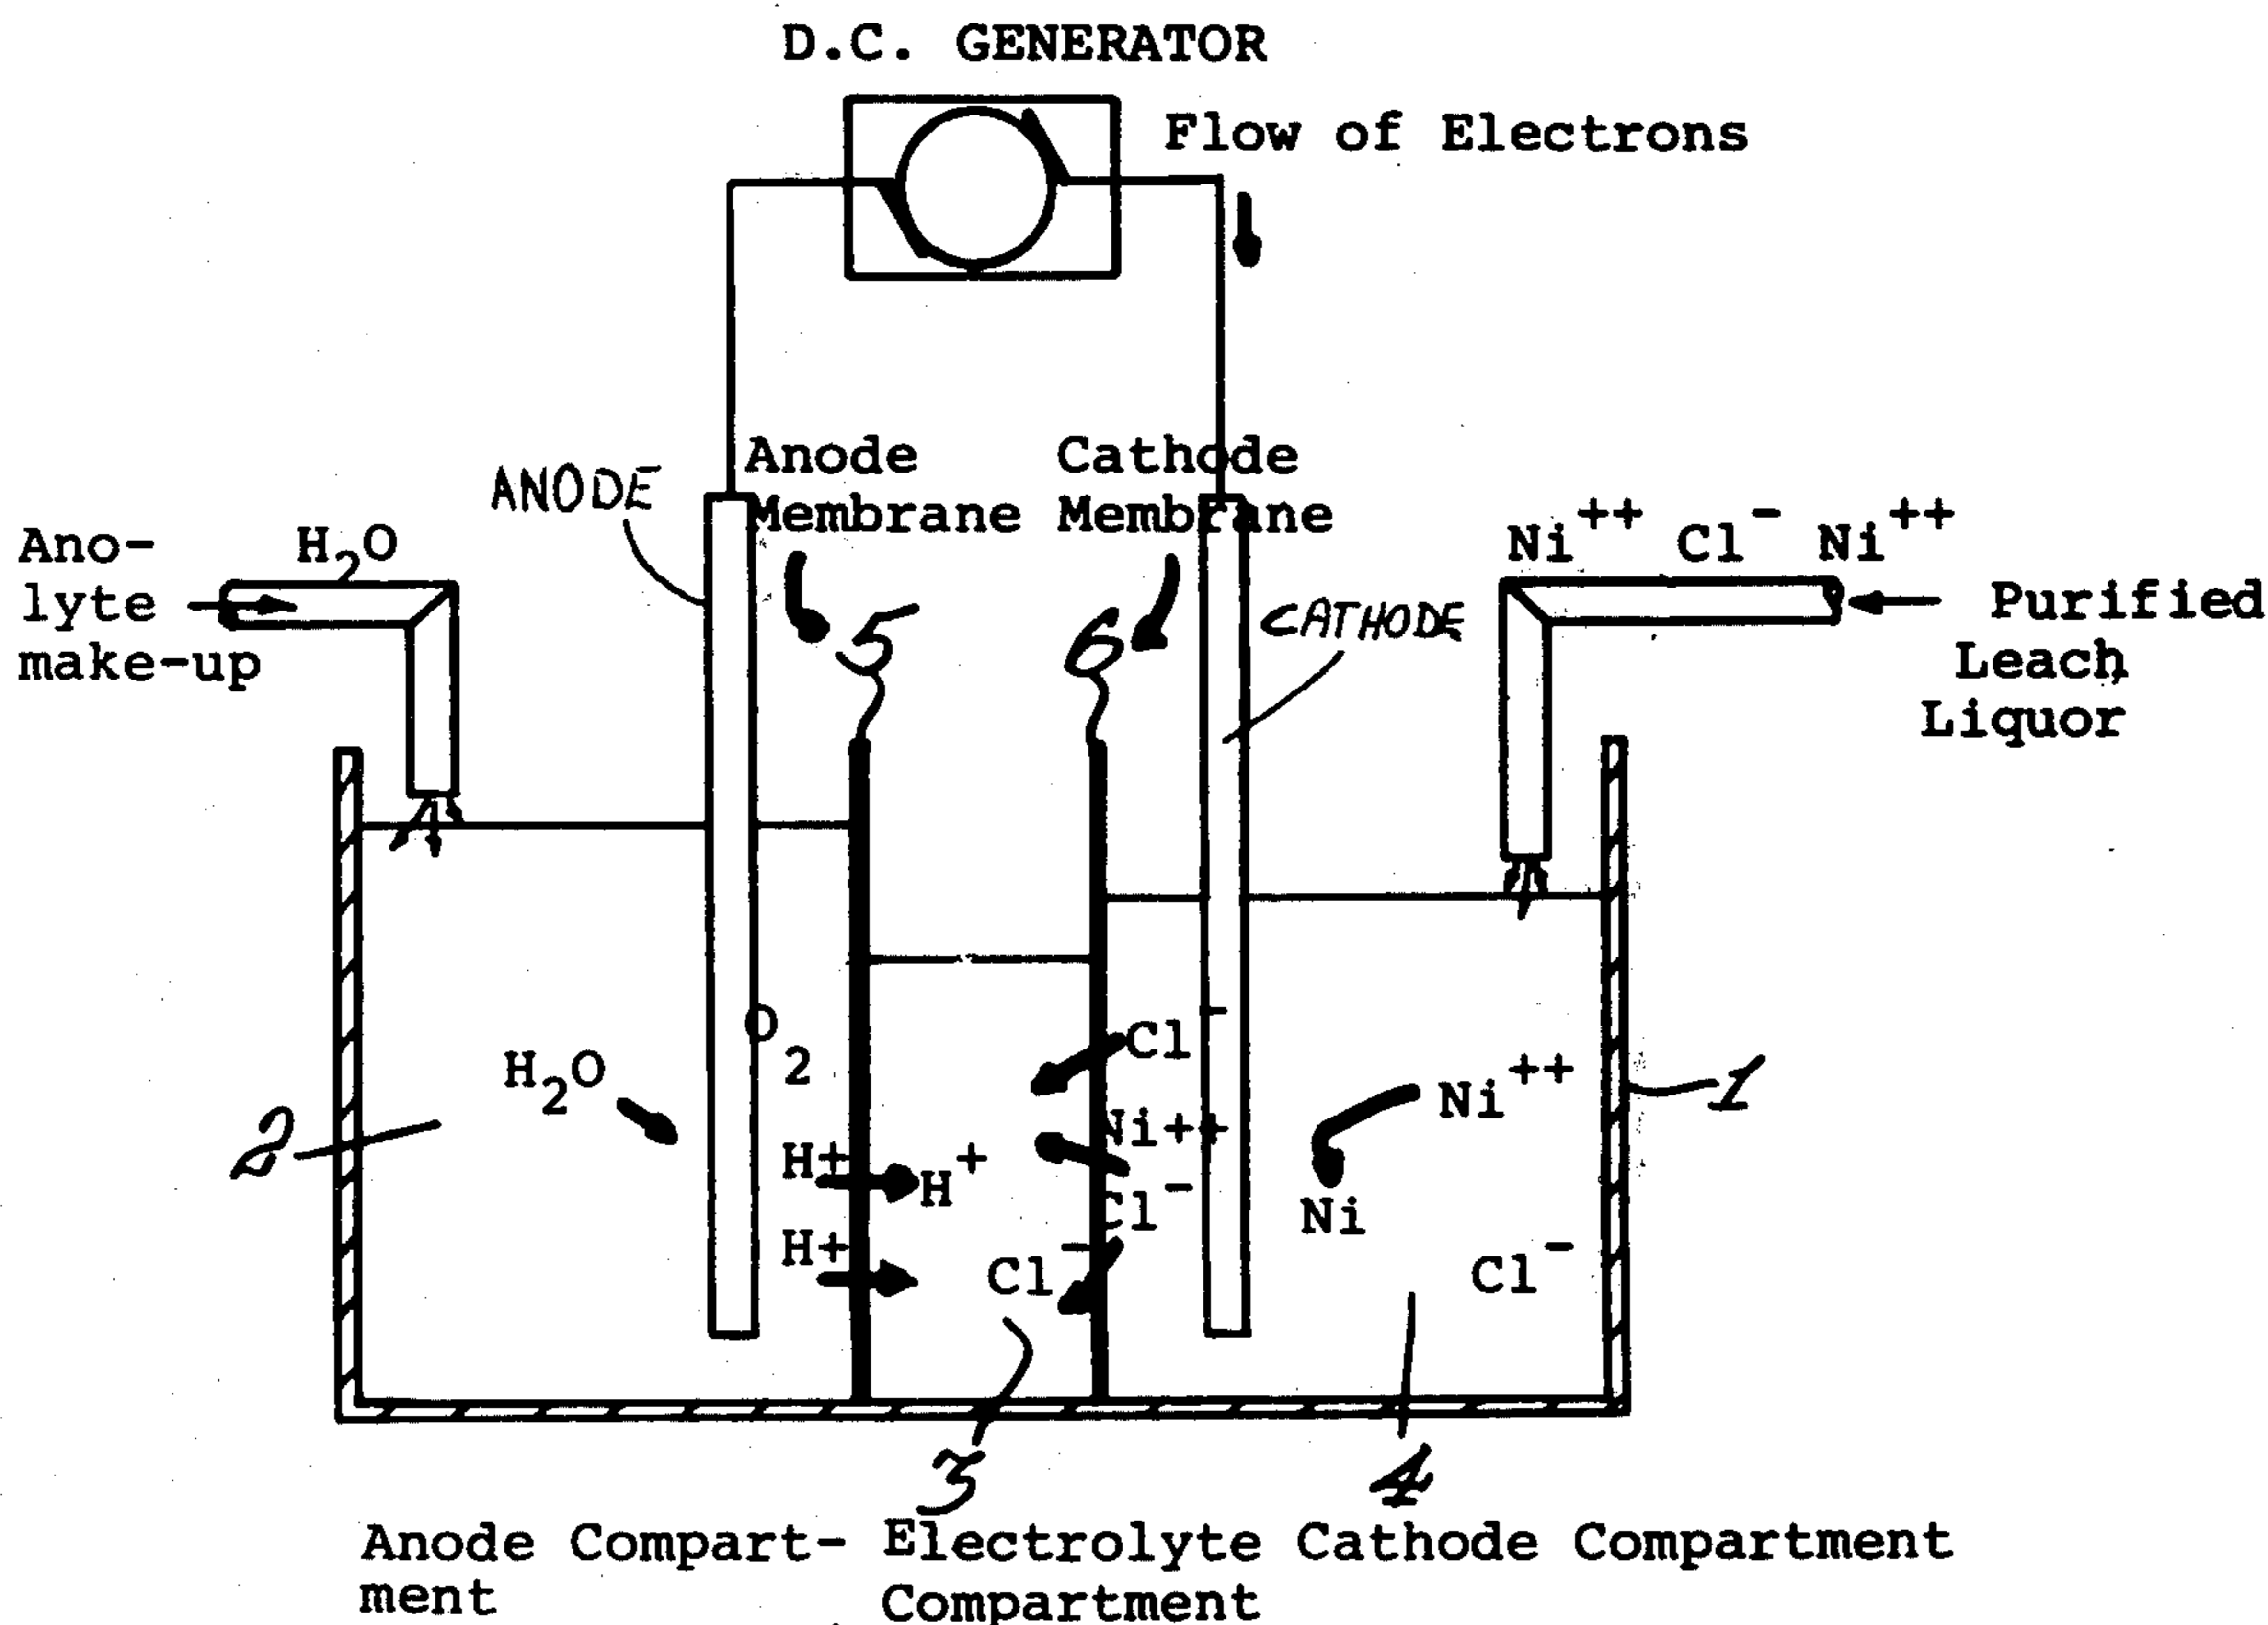 D.C. GENERATOR
Flow of Electrons
Anode Membrane
Cathode Membrane
ANODE
CATHODE
Ano-
lyte
make-up
H2O
Ni++ Cl- Ni++
Purified
Leach
Liquor
5
6
O2
H2O
Cl-
Ni++
Ni++
1
2
H+
H+
Cl-
Ni
H+
Cl-
Cl-
3
4
Anode Compart-
ment
Electrolyte
Compartment
Cathode Compartment